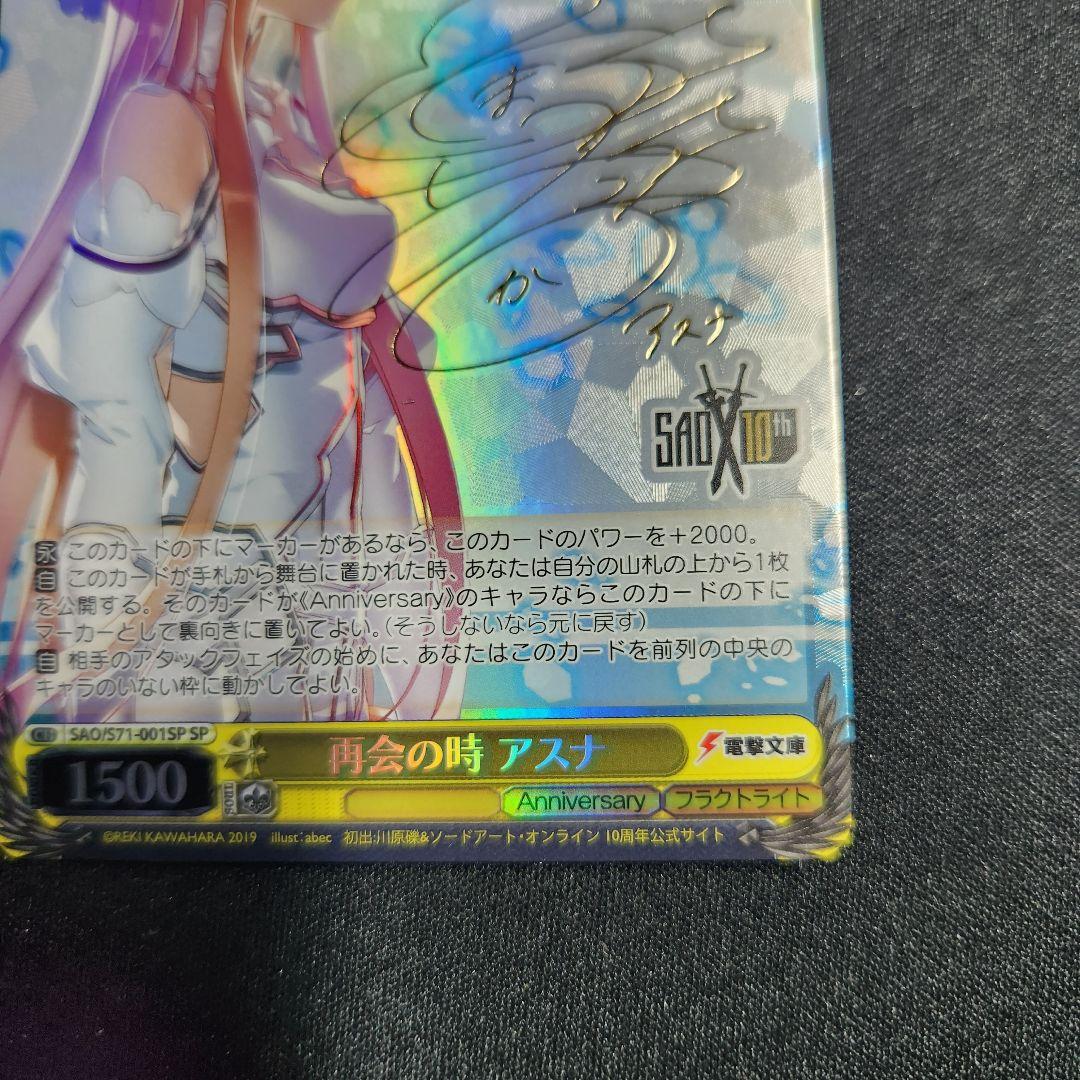 ま
つ
か
アスナ
SAO 10th
永 このカードの下にマーカーがあるなら、このカードのパワーを+2000。
自 このカードが手札から舞台に置かれた時、あなたは自分の山札の上から1枚
を公開する。そのカードが《Anniversary》のキャラならこのカードの下に
マーカーとして裏向きに置いてよい。(そうしないなら元に戻す)
自 相手のアタックフェイズの始めに、あなたはこのカードを前列の中央の
キャラのいない枠に動かしてよい。
CH SAO/S71-001SP SP
再会の時 アスナ
電撃文庫
1500
Anniversary
フラクトライト
©REKI KAWAHARA 2019 illust:abec 初出:川原礫&ソードアート・オンライン 10周年公式サイト